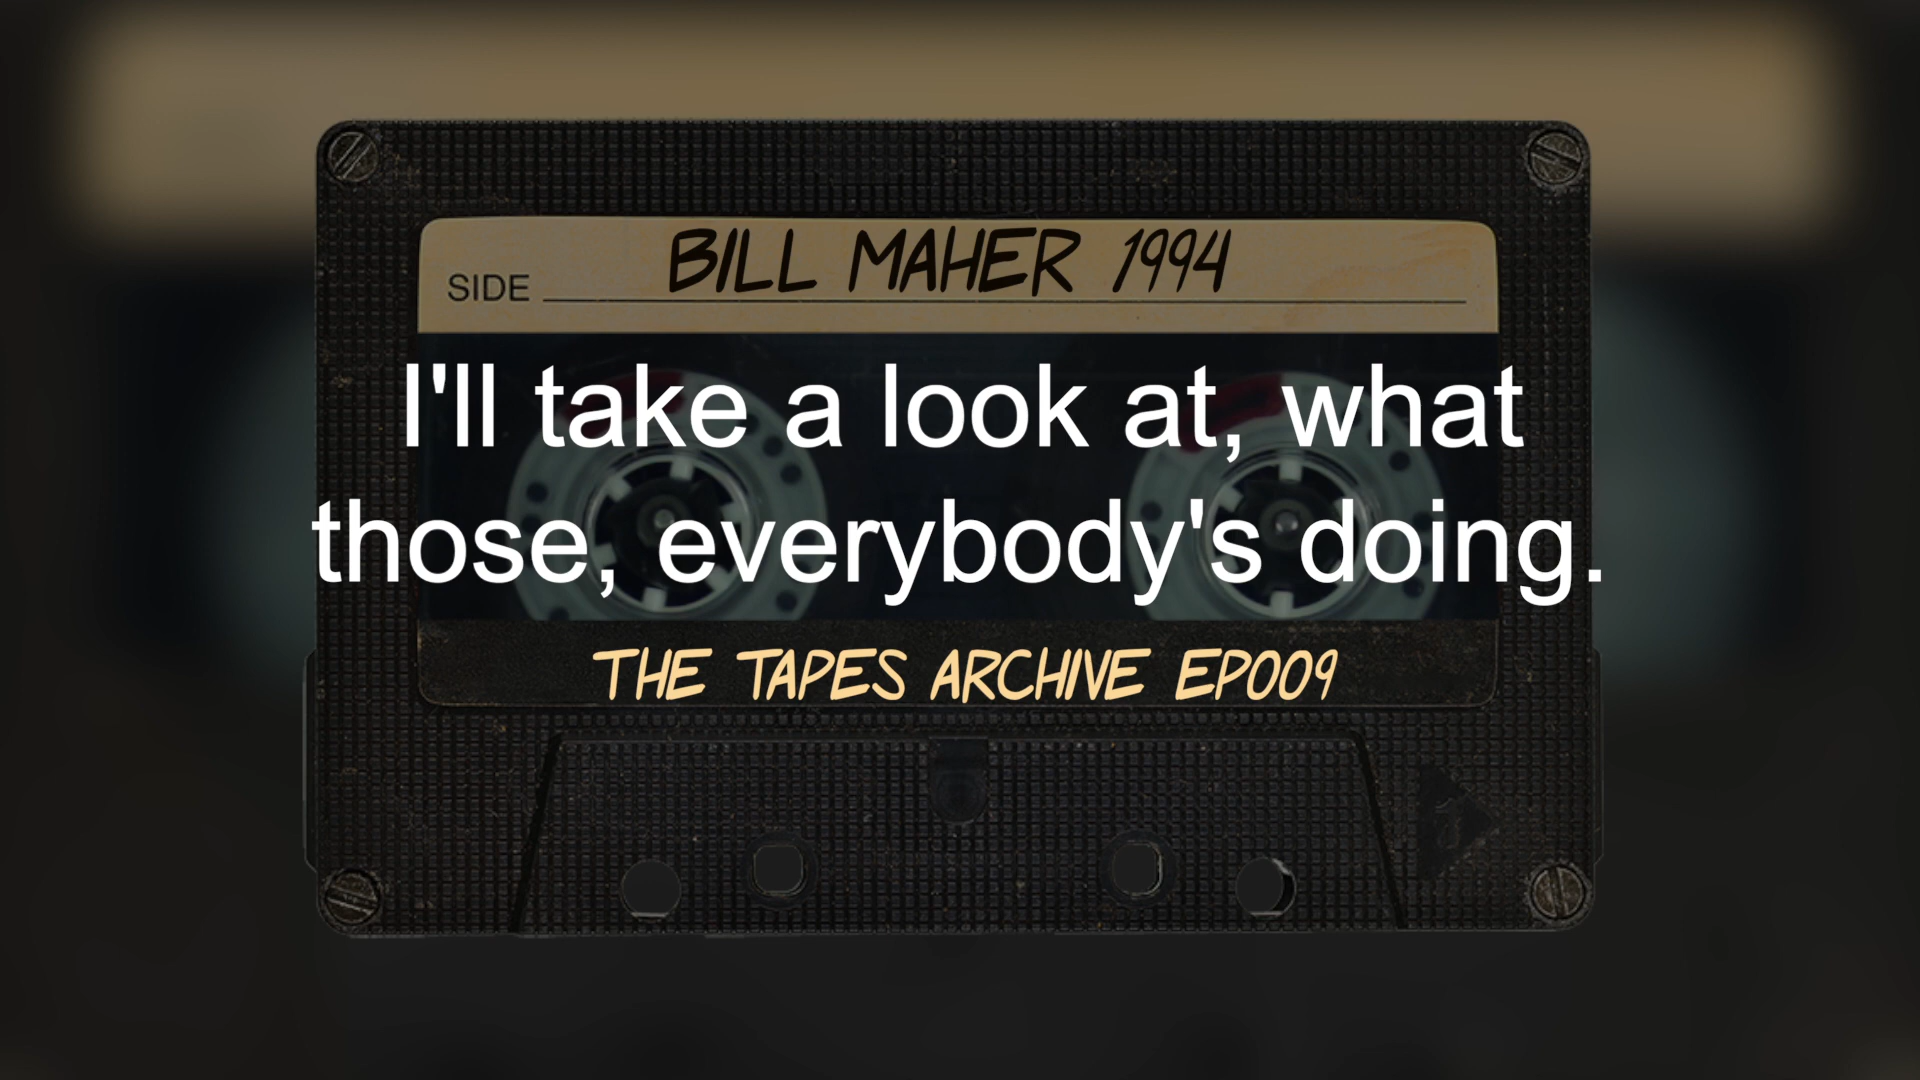 BILL MAHER 1994
SIDE
I'll take a look at, what
those, everybody's doing.
THE TAPES ARCHIVE EP009